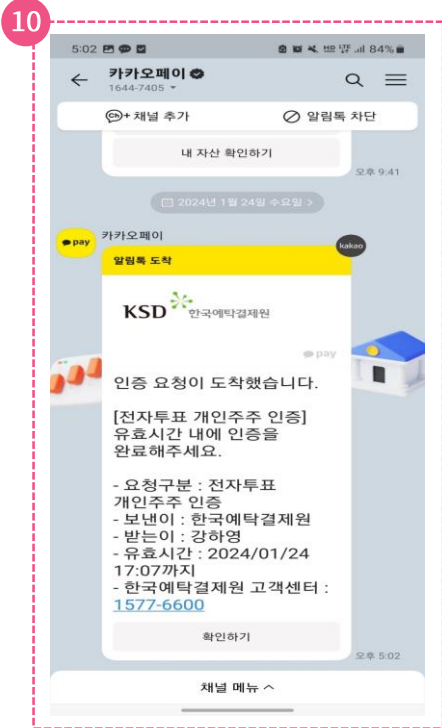 10
5:02 84%
카카오페이
1644-7405
채널 추가 알림톡 차단
내 자산 확인하기
오후 9:41
2024년 1월 24일 수요일 >
pay 카카오페이
kakao
알림톡 도착
KSD 한국예탁결제원
pay
인증 요청이 도착했습니다.
[전자투표 개인주주 인증]
유효시간 내에 인증을
완료해주세요.
- 요청구분 : 전자투표
개인주주 인증
- 보낸이 : 한국예탁결제원
- 받는이 : 강하영
- 유효시간 : 2024/01/24
17:07까지
- 한국예탁결제원 고객센터 :
1577-6600
확인하기
오후 5:02
채널 메뉴